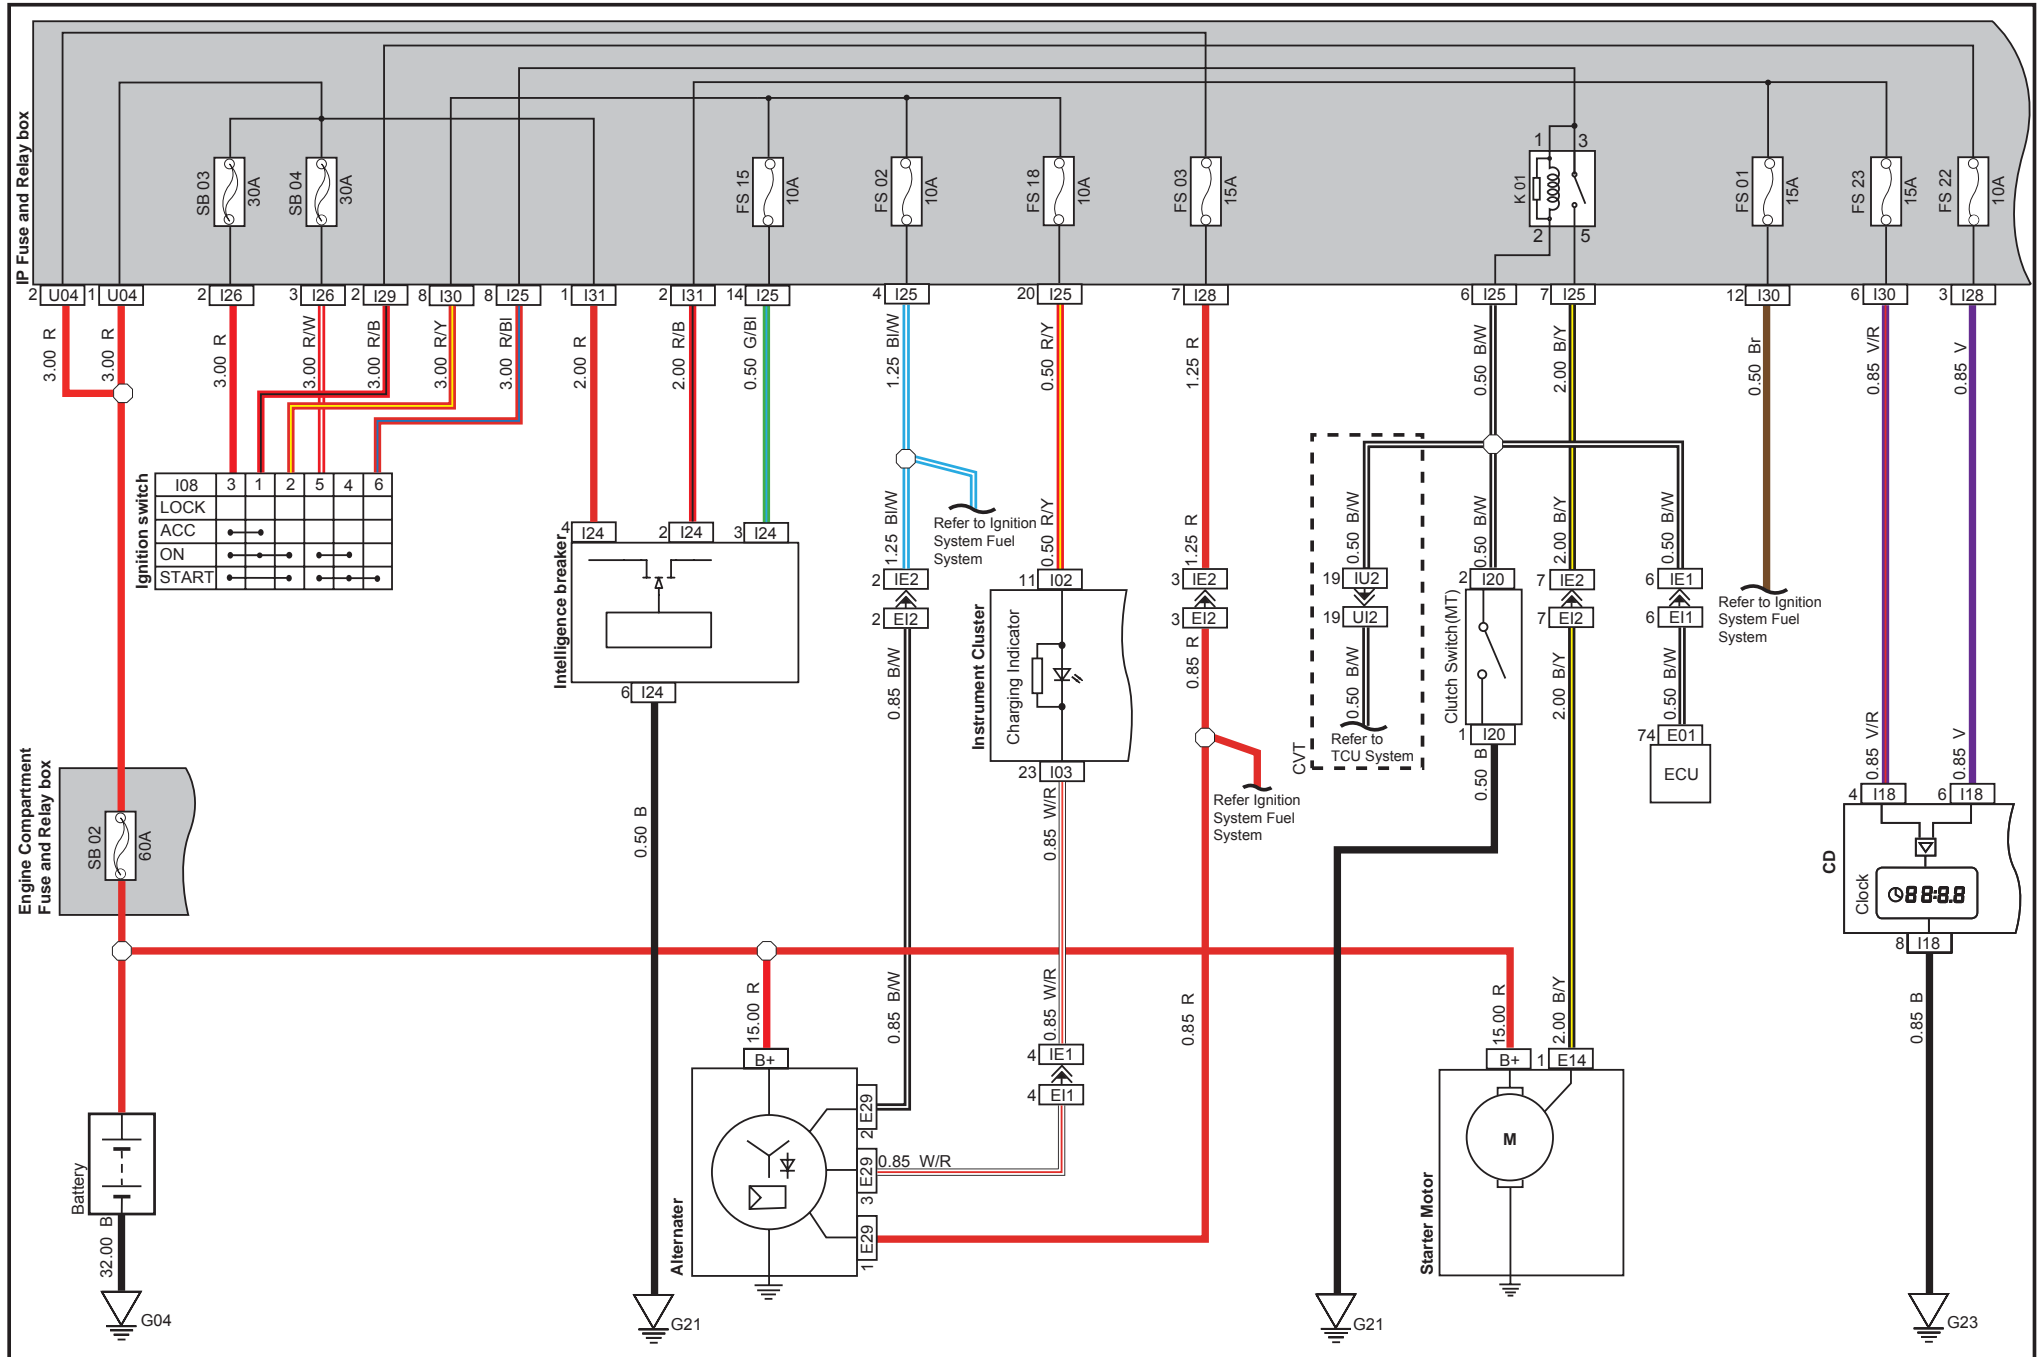 IP Fuse and Relay box
SB 03
30A
SB 04
30A
FS 15
10A
FS 02
10A
FS 18
10A
FS 03
15A
1
3
K 01
2
5
FS 01
15A
FS 23
15A
FS 22
10A
2 U04
1 U04
2 I26
3 I26
2 I29
8 I30
8 I25
1 I31
2 I31
14 I25
4 I25
20 I25
7 I28
6 I25
7 I25
12 I30
6 I30
3 I28
3.00 R
3.00 R
3.00 R
3.00 R/W
3.00 R/B
3.00 R/Y
3.00 R/Bl
2.00 R
2.00 R/B
0.50 G/Bl
1.25 Bl/W
0.50 R/Y
1.25 R
0.50 B/W
2.00 B/Y
0.50 Br
0.85 V/R
0.85 V
Ignition switch
I08 3 1 2 5 4 6
LOCK
ACC
ON
START
Intelligence breaker
4 I24
2 I24
3 I24
6 I24
0.50 B
1.25 Bl/W
Refer to Ignition
System Fuel
System
2 IE2
2 EI2
0.85 B/W
0.85 B/W
0.50 R/Y
11 I02
Instrument Cluster
Charging Indicator
23 I03
0.85 W/R
0.85 W/R
4 IE1
4 EI1
0.85 W/R
1.25 R
3 IE2
3 EI2
0.85 R
Refer Ignition
System Fuel
System
0.85 R
CVT
0.50 B/W
19 IU2
19 UI2
0.50 B/W
Refer to
TCU System
0.50 B/W
2 I20
Clutch Switch(MT)
1 I20
0.50 B
2.00 B/Y
7 IE2
7 EI2
2.00 B/Y
2.00 B/Y
0.50 B/W
6 IE1
6 EI1
0.50 B/W
74 E01
ECU
Refer to Ignition
System Fuel
System
0.85 V/R
0.85 V
4 I18
6 I18
CD
Clock
88:8.8
8 I18
0.85 B
Engine Compartment
Fuse and Relay box
SB 02
60A
Battery
32.00 B
G04
G21
15.00 R
B+
Alternater
E29
2
E29
3
E29
1
15.00 R
B+
1 E14
M
Starter Motor
G21
G23